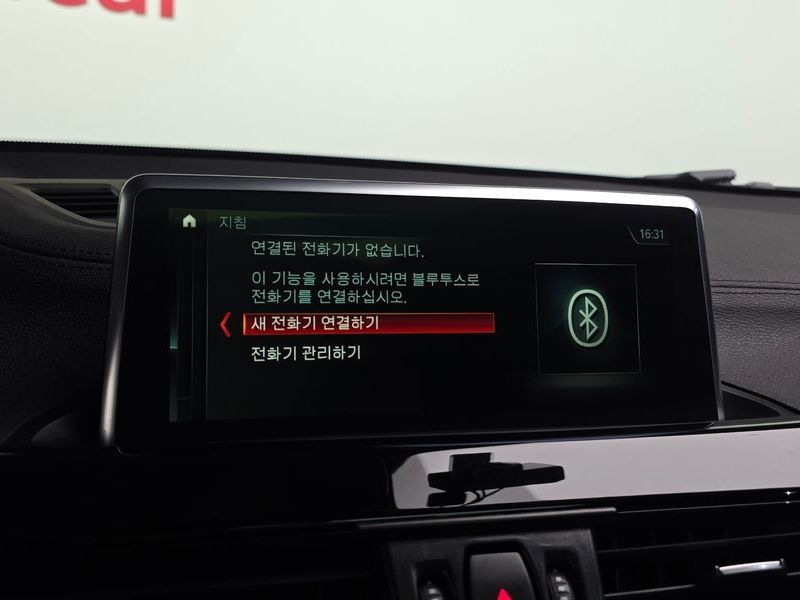 car
지침
16:31
연결된 전화기가 없습니다.
이 기능을 사용하시려면 블루투스로
전화기를 연결하십시오.
새 전화기 연결하기
전화기 관리하기